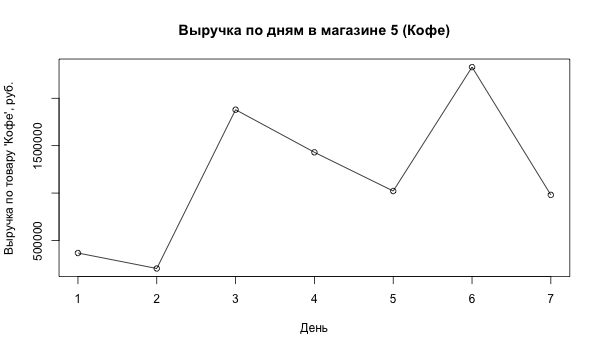 Выручка по дням в магазине 5 (Кофе)
Выручка по товару 'Кофе', руб.
1500000
500000
1 2 3 4 5 6 7
День